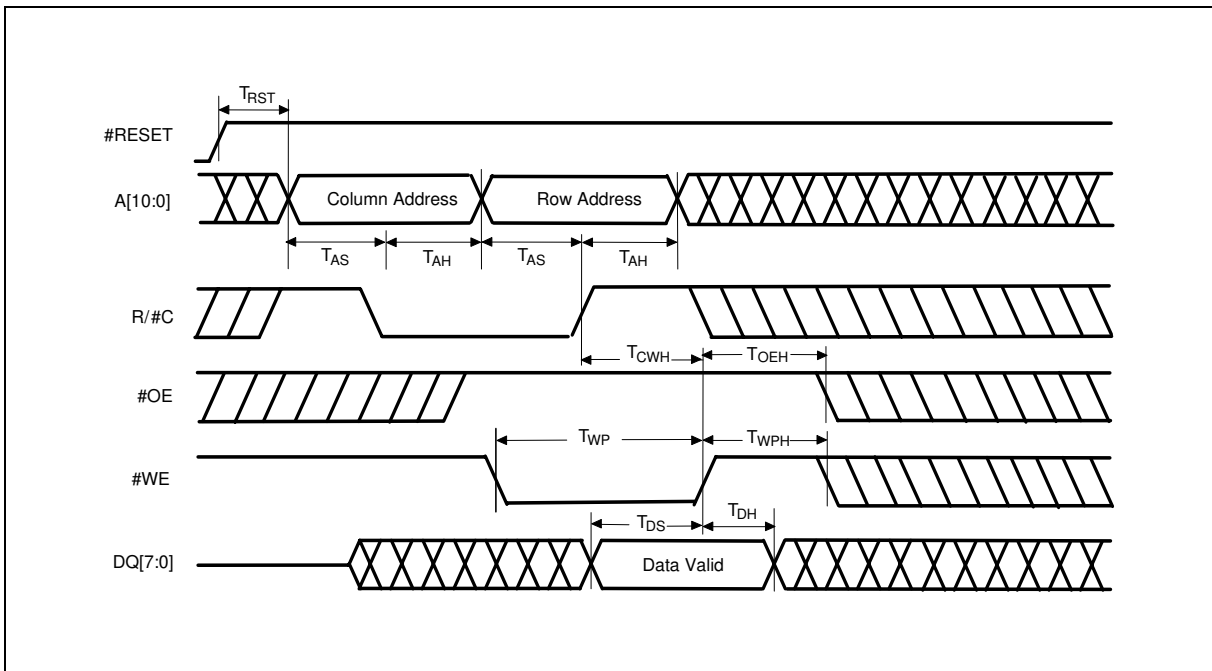 TRST
#RESET
A[10:0]
Column Address
Row Address
TAS
TAH
TAS
TAH
R/#C
TCWH
TOEH
#OE
TWP
TWPH
#WE
TDS
TDH
DQ[7:0]
Data Valid